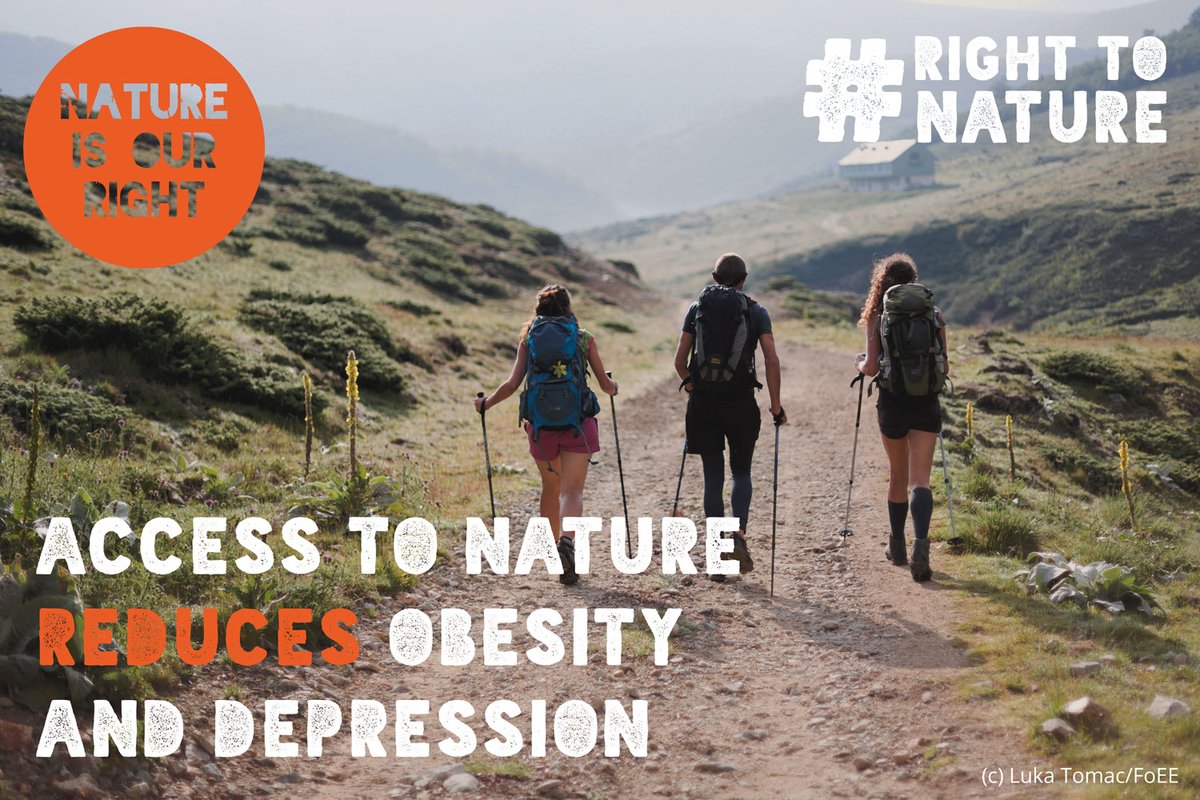 NATURE
IS OUR
RIGHT
#RIGHT TO
NATURE
ACCESS TO NATURE
REDUCES OBESITY
AND DEPRESSION
(c) Luka Tomac/FoEE